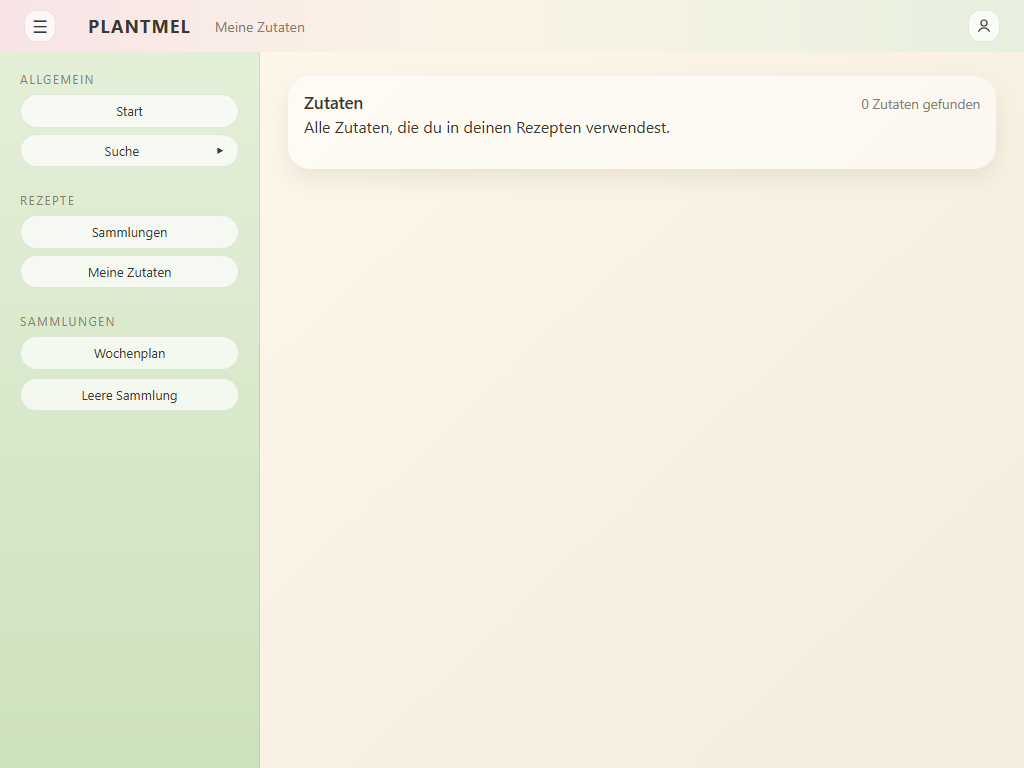 PLANTMEL
Meine Zutaten
ALLGEMEIN
Start
Suche
REZEPTE
Sammlungen
Meine Zutaten
SAMMLUNGEN
Wochenplan
Leere Sammlung
Zutaten
0 Zutaten gefunden
Alle Zutaten, die du in deinen Rezepten verwendest.